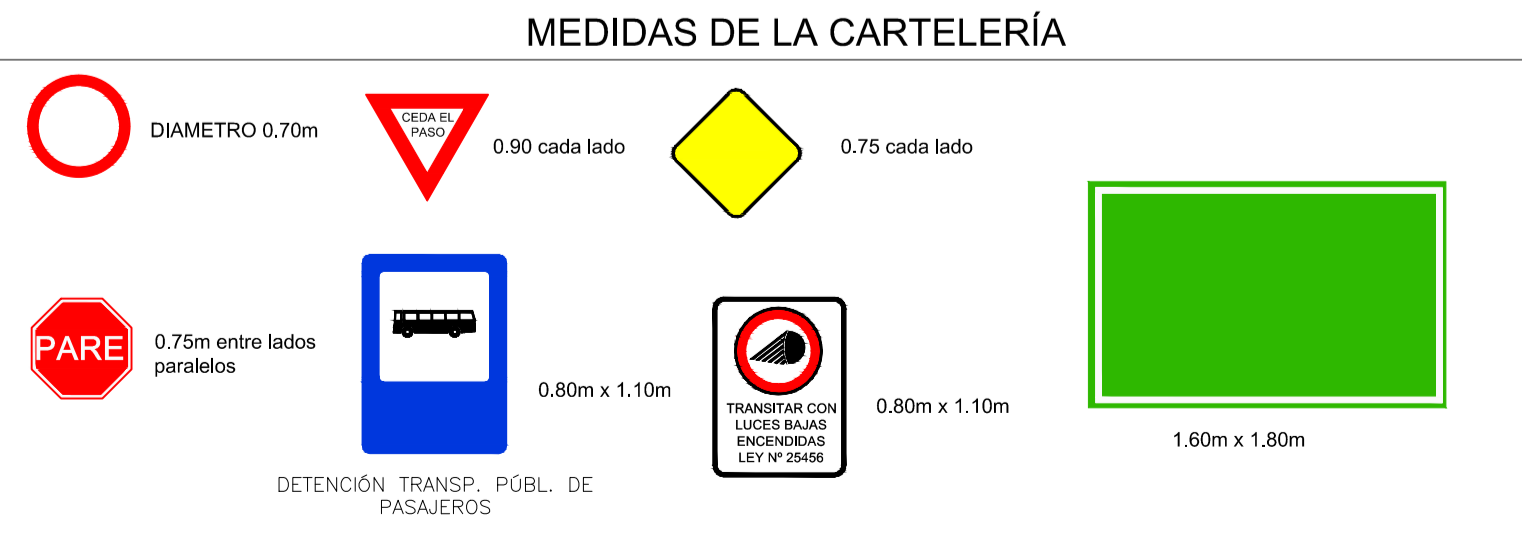 MEDIDAS DE LA CARTELERÍA
DIAMETRO 0.70m
CEDA EL
PASO
0.90 cada lado
0.75 cada lado
PARE
0.75m entre lados
paralelos
0.80m x 1.10m
DETENCIÓN TRANSP. PÚBL. DE
PASAJEROS
TRANSITAR CON
LUCES BAJAS
ENCENDIDAS
LEY Nº 25456
0.80m x 1.10m
1.60m x 1.80m